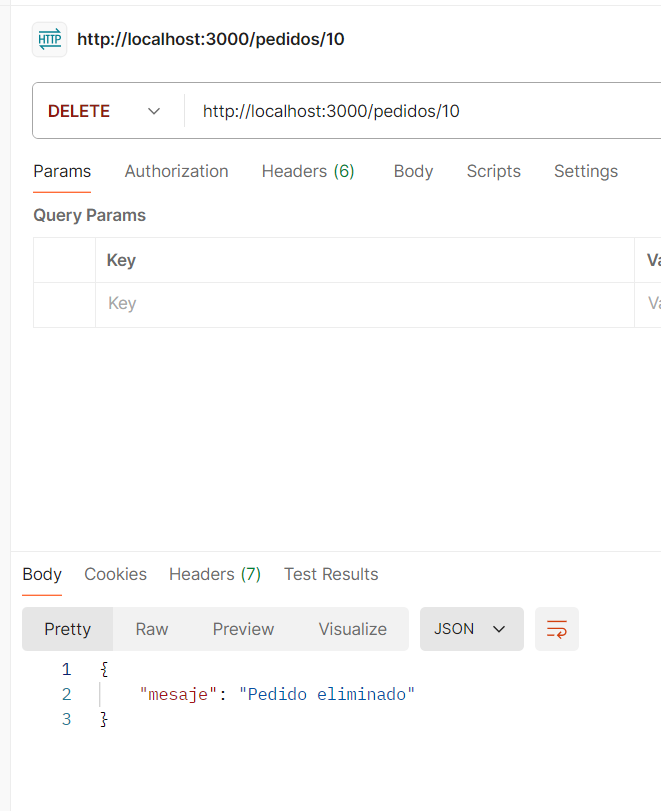 HTTP http://localhost:3000/pedidos/10
DELETE http://localhost:3000/pedidos/10
Params Authorization Headers (6) Body Scripts Settings
Query Params
Key
Key
Body Cookies Headers (7) Test Results
Pretty Raw Preview Visualize JSON
1 {
2 "mesaje": "Pedido eliminado"
3 }